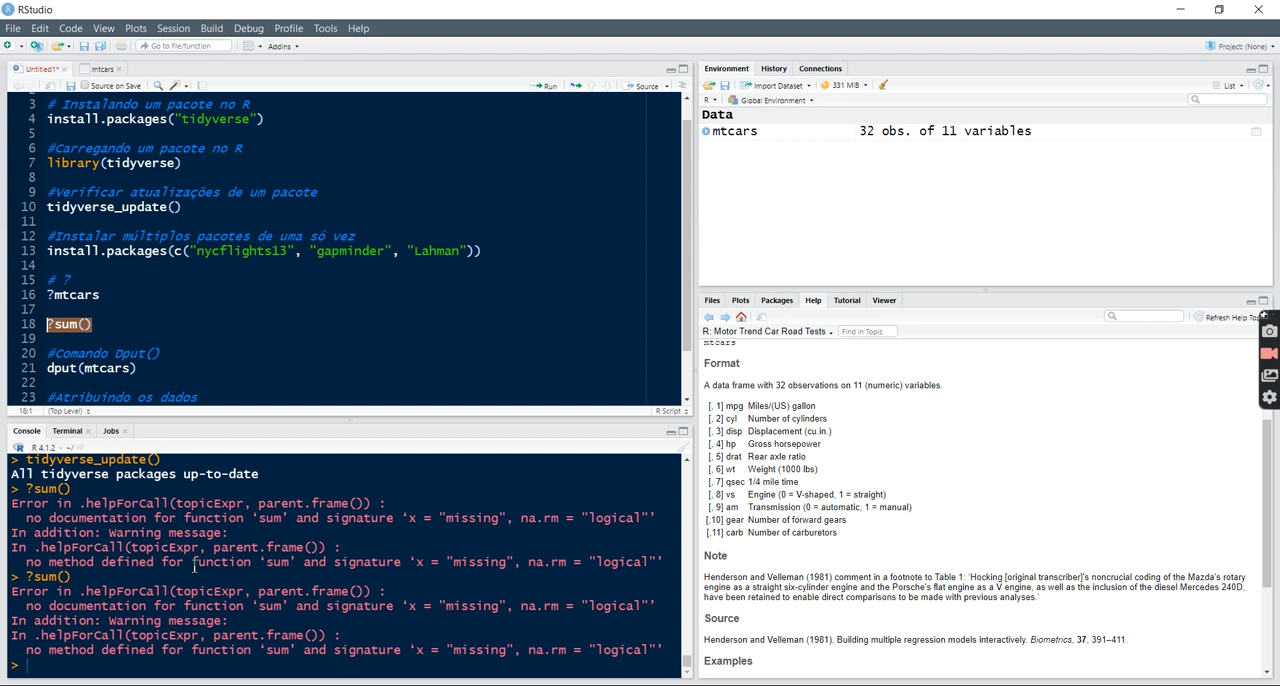 RStudio
File Edit Code View Plots Session Build Debug Profile Tools Help
Go to file/function Addins Project: (None)
Untitled1* mtcars
Source on Save Run Source
3 # Instalando um pacote no R
4 install.packages("tidyverse")
5
6 #Carregando um pacote no R
7 library(tidyverse)
8
9 #Verificar atualizações de um pacote
10 tidyverse_update()
11
12 #Instalar múltiplos pacotes de uma só vez
13 install.packages(c("nycflights13", "gapminder", "Lahman"))
14
15 # ?
16 ?mtcars
17
18 ?sum()
19
20 #Comando Dput()
21 dput(mtcars)
22
23 #Atribuindo os dados
18:1 (Top Level) R Script
Console Terminal Jobs
R 4.1.2 · ~/
> tidyverse_update()
All tidyverse packages up-to-date
> ?sum()
Error in .helpForCall(topicExpr, parent.frame()) :
no documentation for function ‘sum’ and signature ‘x = "missing", na.rm = "logical"’
In addition: Warning message:
In .helpForCall(topicExpr, parent.frame()) :
no method defined for function ‘sum’ and signature ‘x = "missing", na.rm = "logical"’
> ?sum()
Error in .helpForCall(topicExpr, parent.frame()) :
no documentation for function ‘sum’ and signature ‘x = "missing", na.rm = "logical"’
In addition: Warning message:
In .helpForCall(topicExpr, parent.frame()) :
no method defined for function ‘sum’ and signature ‘x = "missing", na.rm = "logical"’
>
Environment History Connections
Import Dataset 331 MiB List
R Global Environment
Data
mtcars 32 obs. of 11 variables
Files Plots Packages Help Tutorial Viewer
Refresh Help Top
R: Motor Trend Car Road Tests Find in Topic
mtcars
Format
A data frame with 32 observations on 11 (numeric) variables.
[, 1] mpg Miles/(US) gallon
[, 2] cyl Number of cylinders
[, 3] disp Displacement (cu.in.)
[, 4] hp Gross horsepower
[, 5] drat Rear axle ratio
[, 6] wt Weight (1000 lbs)
[, 7] qsec 1/4 mile time
[, 8] vs Engine (0 = V-shaped, 1 = straight)
[, 9] am Transmission (0 = automatic, 1 = manual)
[,10] gear Number of forward gears
[,11] carb Number of carburetors
Note
Henderson and Velleman (1981) comment in a footnote to Table 1: ‘Hocking [original transcriber]'s noncrucial coding of the Mazda's rotary
engine as a straight six-cylinder engine and the Porsche's flat engine as a V engine, as well as the inclusion of the diesel Mercedes 240D,
have been retained to enable direct comparisons to be made with previous analyses.’
Source
Henderson and Velleman (1981), Building multiple regression models interactively. Biometrics, 37, 391–411.
Examples